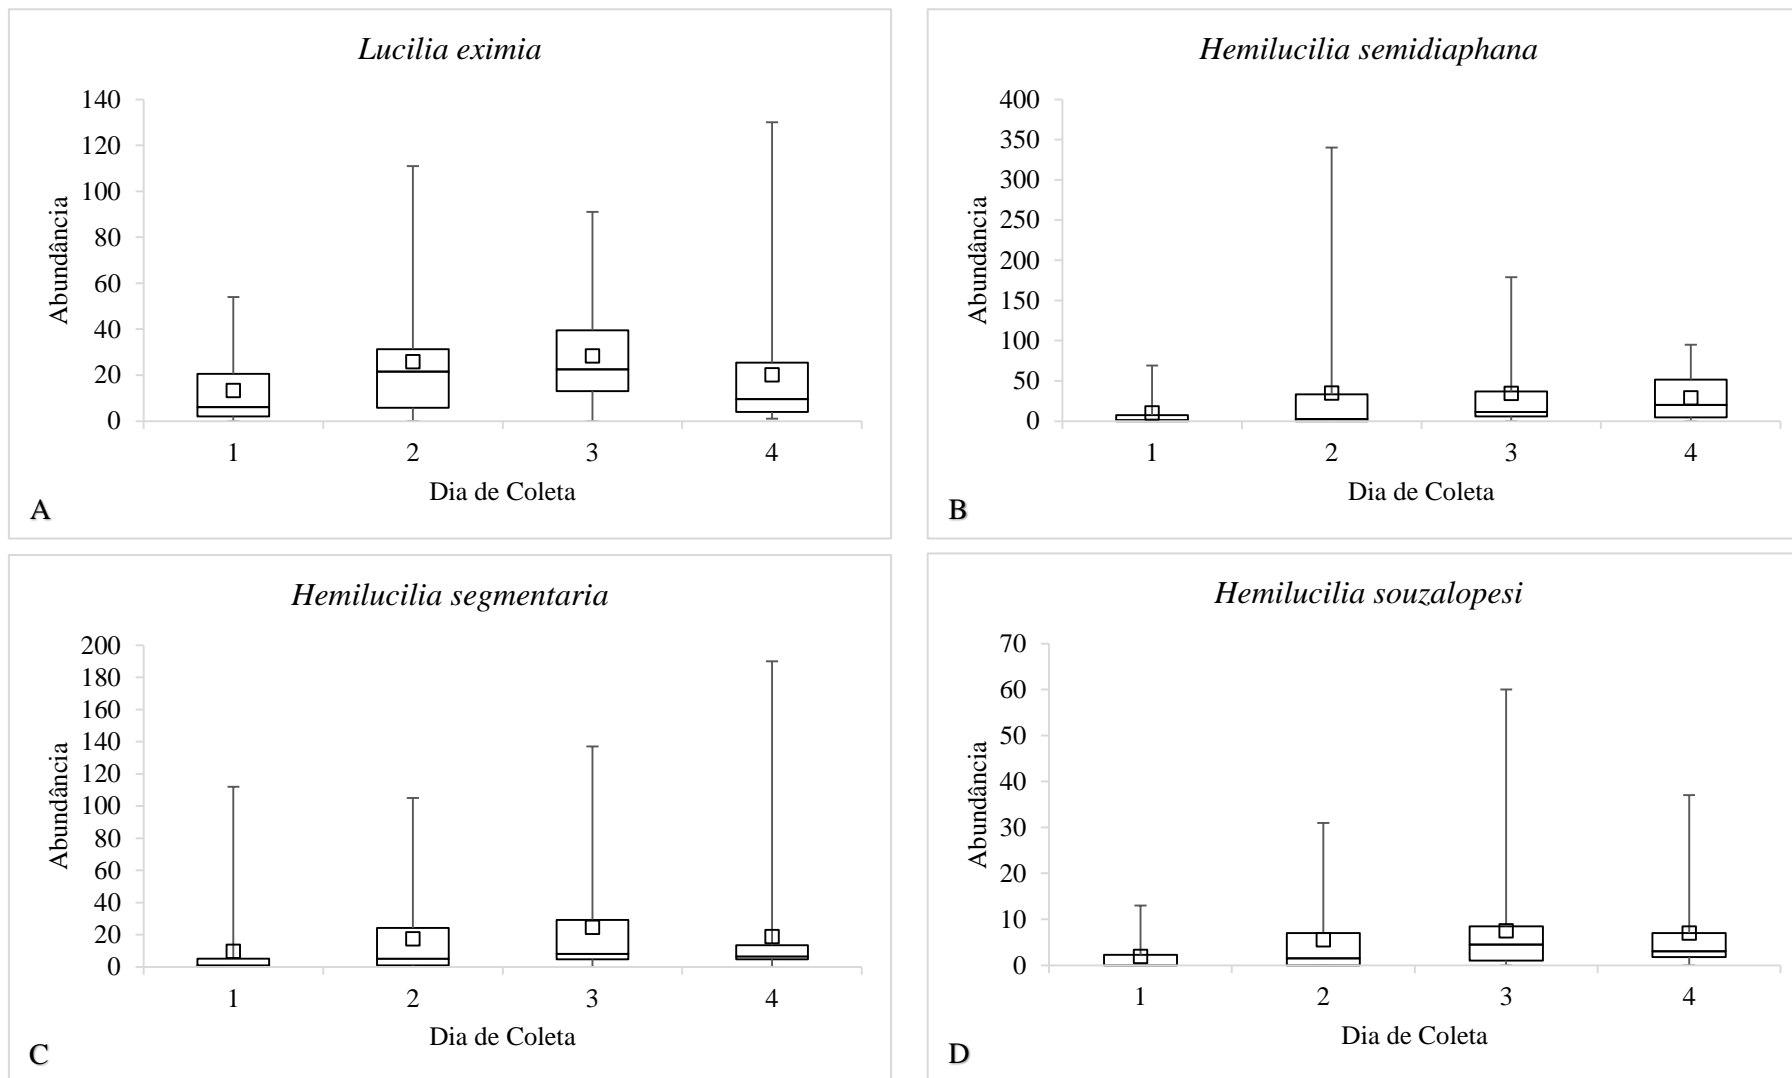 Lucilia eximia
140
120
100
80
60
40
20
0
Abundância
1 2 3 4
Dia de Coleta
A
Hemilucilia semidiaphana
400
350
300
250
200
150
100
50
0
Abundância
1 2 3 4
Dia de Coleta
B
Hemilucilia segmentaria
200
180
160
140
120
100
80
60
40
20
0
Abundância
1 2 3 4
Dia de Coleta
C
Hemilucilia souzalopesi
70
60
50
40
30
20
10
0
Abundância
1 2 3 4
Dia de Coleta
D